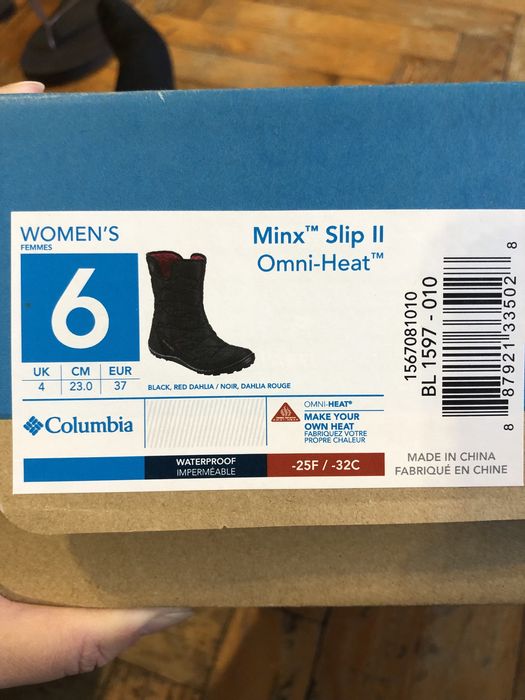 WOMEN'S
FEMMES
6
UK CM EUR
4 23.0 37
Columbia
Minx™ Slip II
Omni-Heat™
BLACK, RED DAHLIA / NOIR, DAHLIA ROUGE
OMNI-HEAT®
MAKE YOUR
OWN HEAT
FABRIQUEZ VOTRE
PROPRE CHALEUR
WATERPROOF
IMPERMÉABLE
-25F / -32C
1567081010
BL 1597 - 010
8 87921 33502 8
MADE IN CHINA
FABRIQUÉ EN CHINE